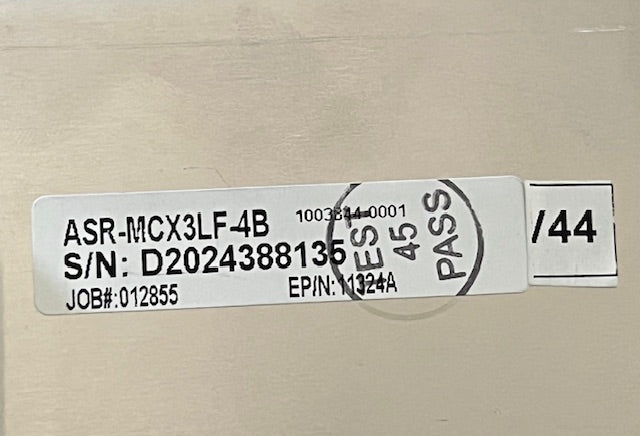 ASR-MCX3LF-4B 1003844-0001
S/N: D2024388135
JOB#:012855 EP/N:11324A
TEST
45
PASS
/44